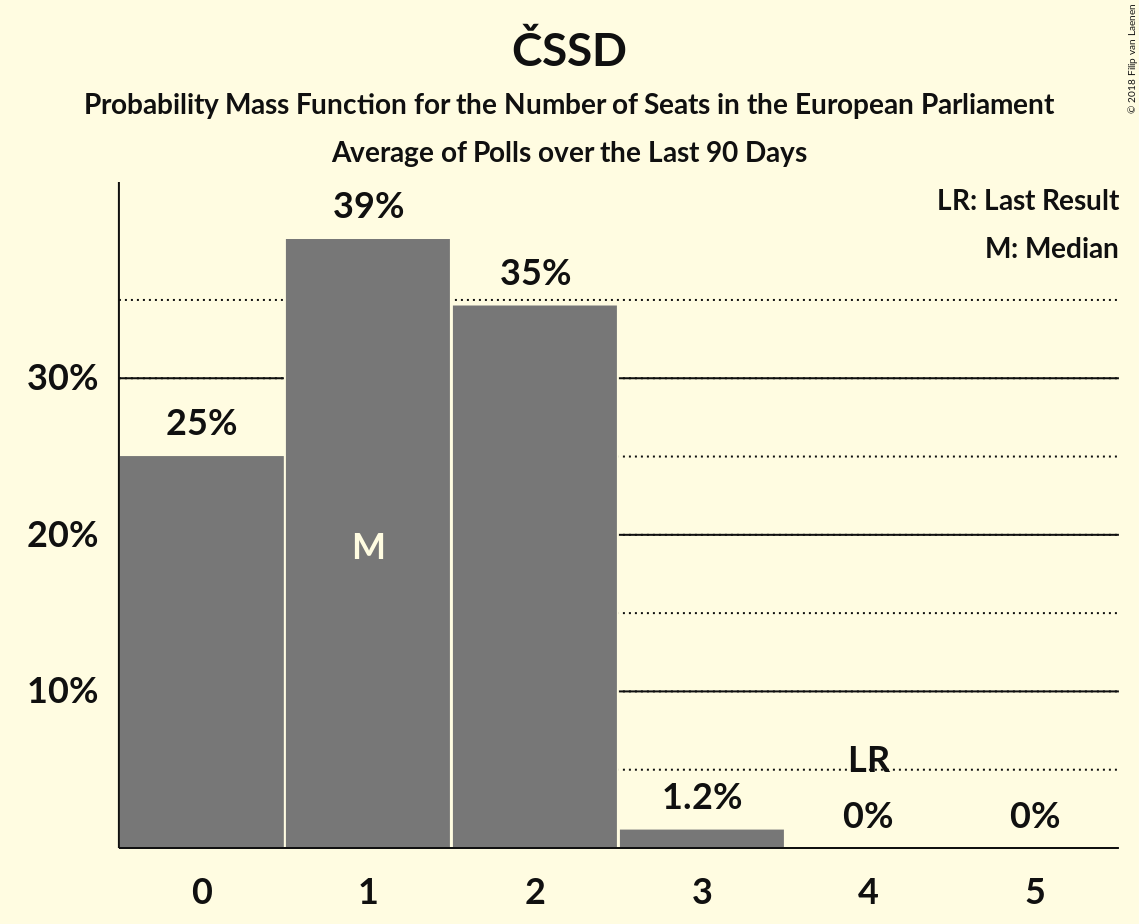 ČSSD
Probability Mass Function for the Number of Seats in the European Parliament
Average of Polls over the Last 90 Days
© 2018 Filip van Laenen
LR: Last Result
M: Median
39%
35%
30%
25%
20%
M
10%
LR
1.2%
0%
0%
0 1 2 3 4 5